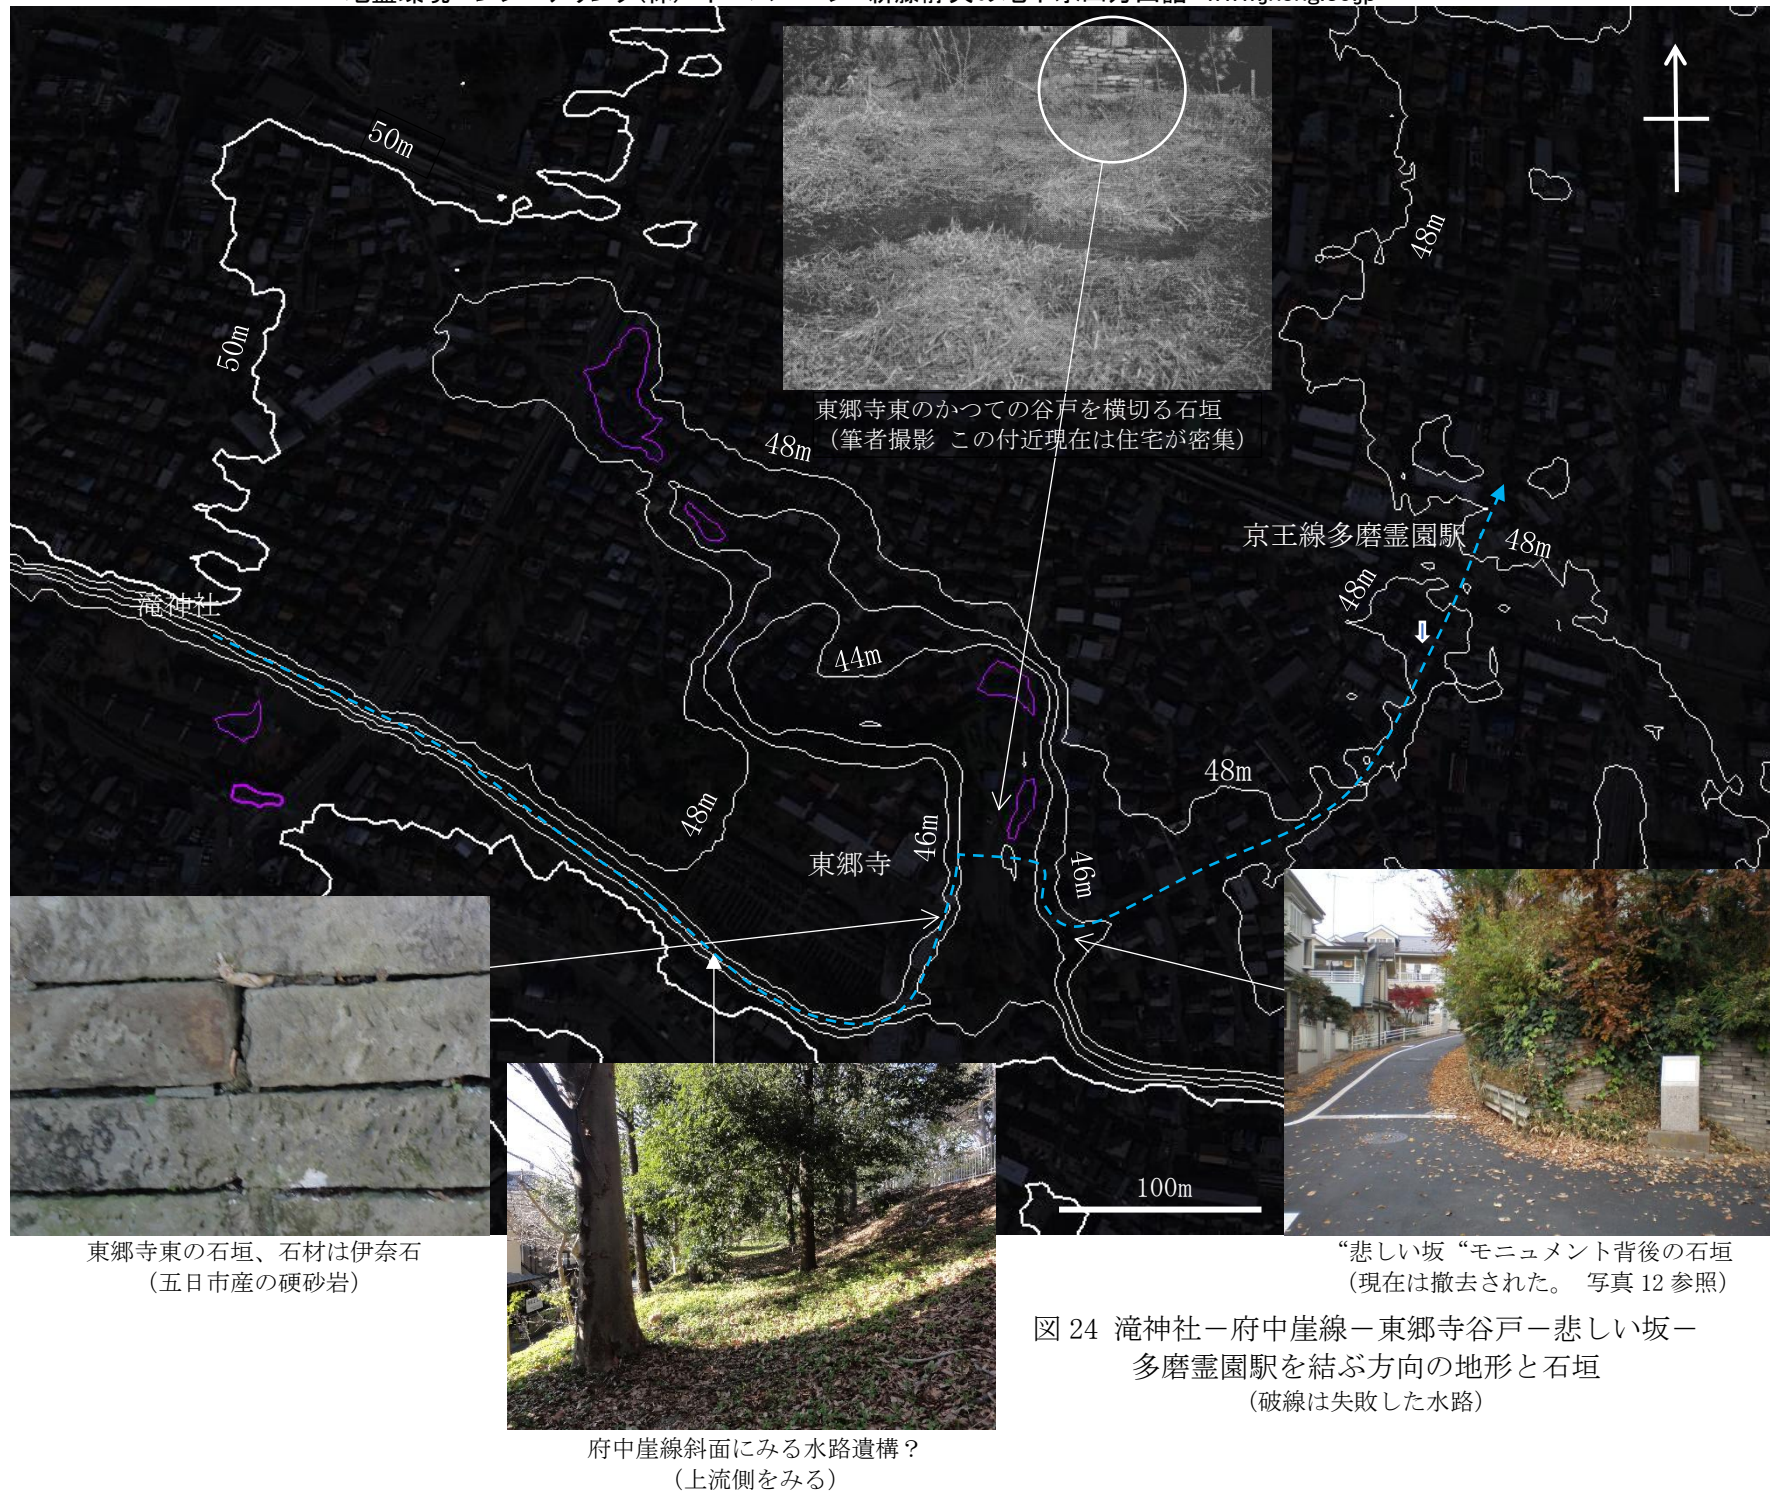 50m
50m
48m
東郷寺東のかつての谷戸を横切る石垣
(筆者撮影 この付近現在は住宅が密集)
48m
京王線多磨霊園駅
48m
48m
滝神社
44m
48m
48m
46m
東郷寺
46m
100m
東郷寺東の石垣、石材は伊奈石
(五日市産の硬砂岩)
“悲しい坂 “モニュメント背後の石垣
(現在は撤去された。 写真 12 参照)
図 24 滝神社－府中崖線－東郷寺谷戸－悲しい坂－
多磨霊園駅を結ぶ方向の地形と石垣
(破線は失敗した水路)
府中崖線斜面にみる水路遺構？
(上流側をみる)